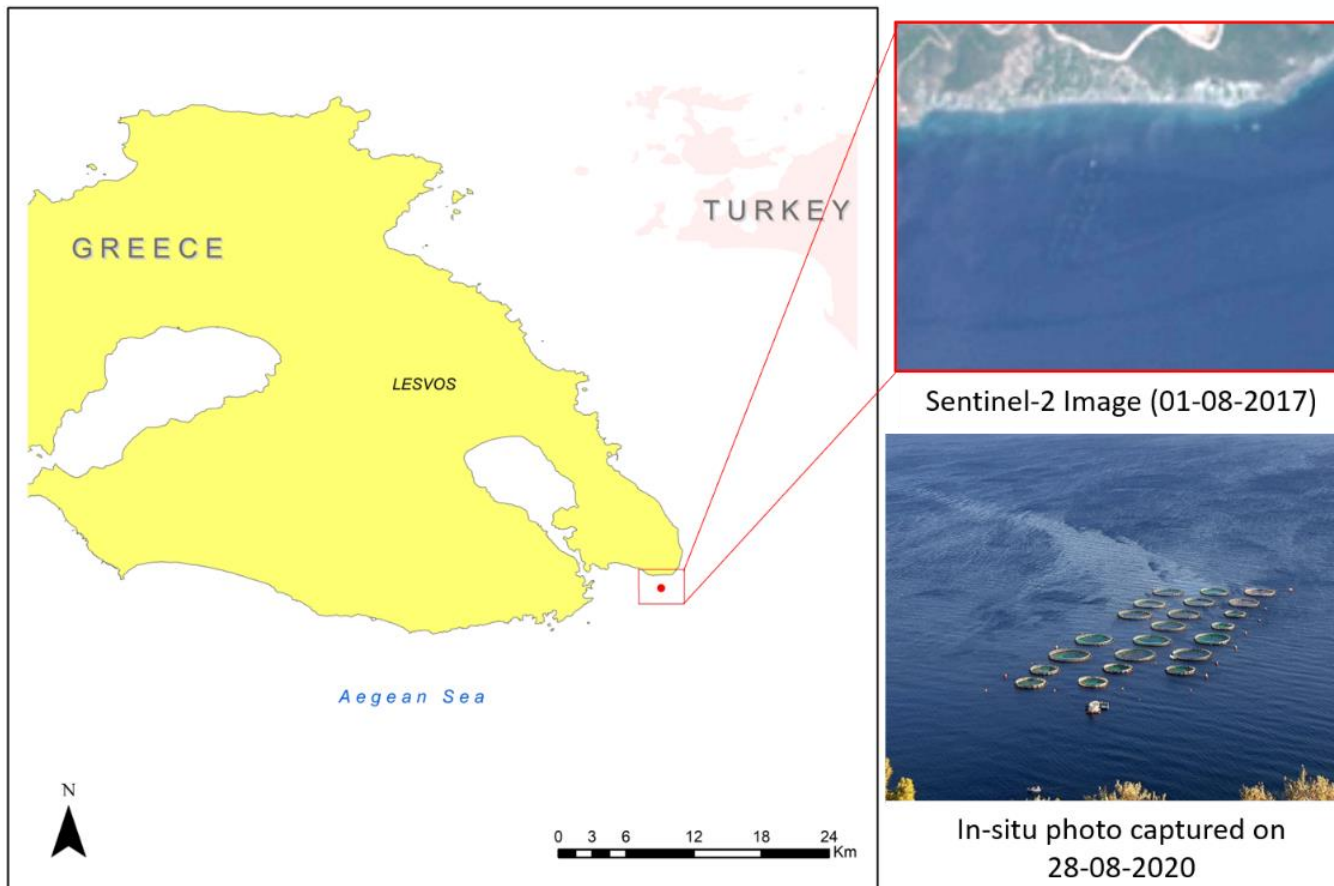 GREECE
TURKEY
LESVOS
Aegean Sea
N
0 3 6 12 18 24
Km
Sentinel-2 Image (01-08-2017)
In-situ photo captured on
28-08-2020